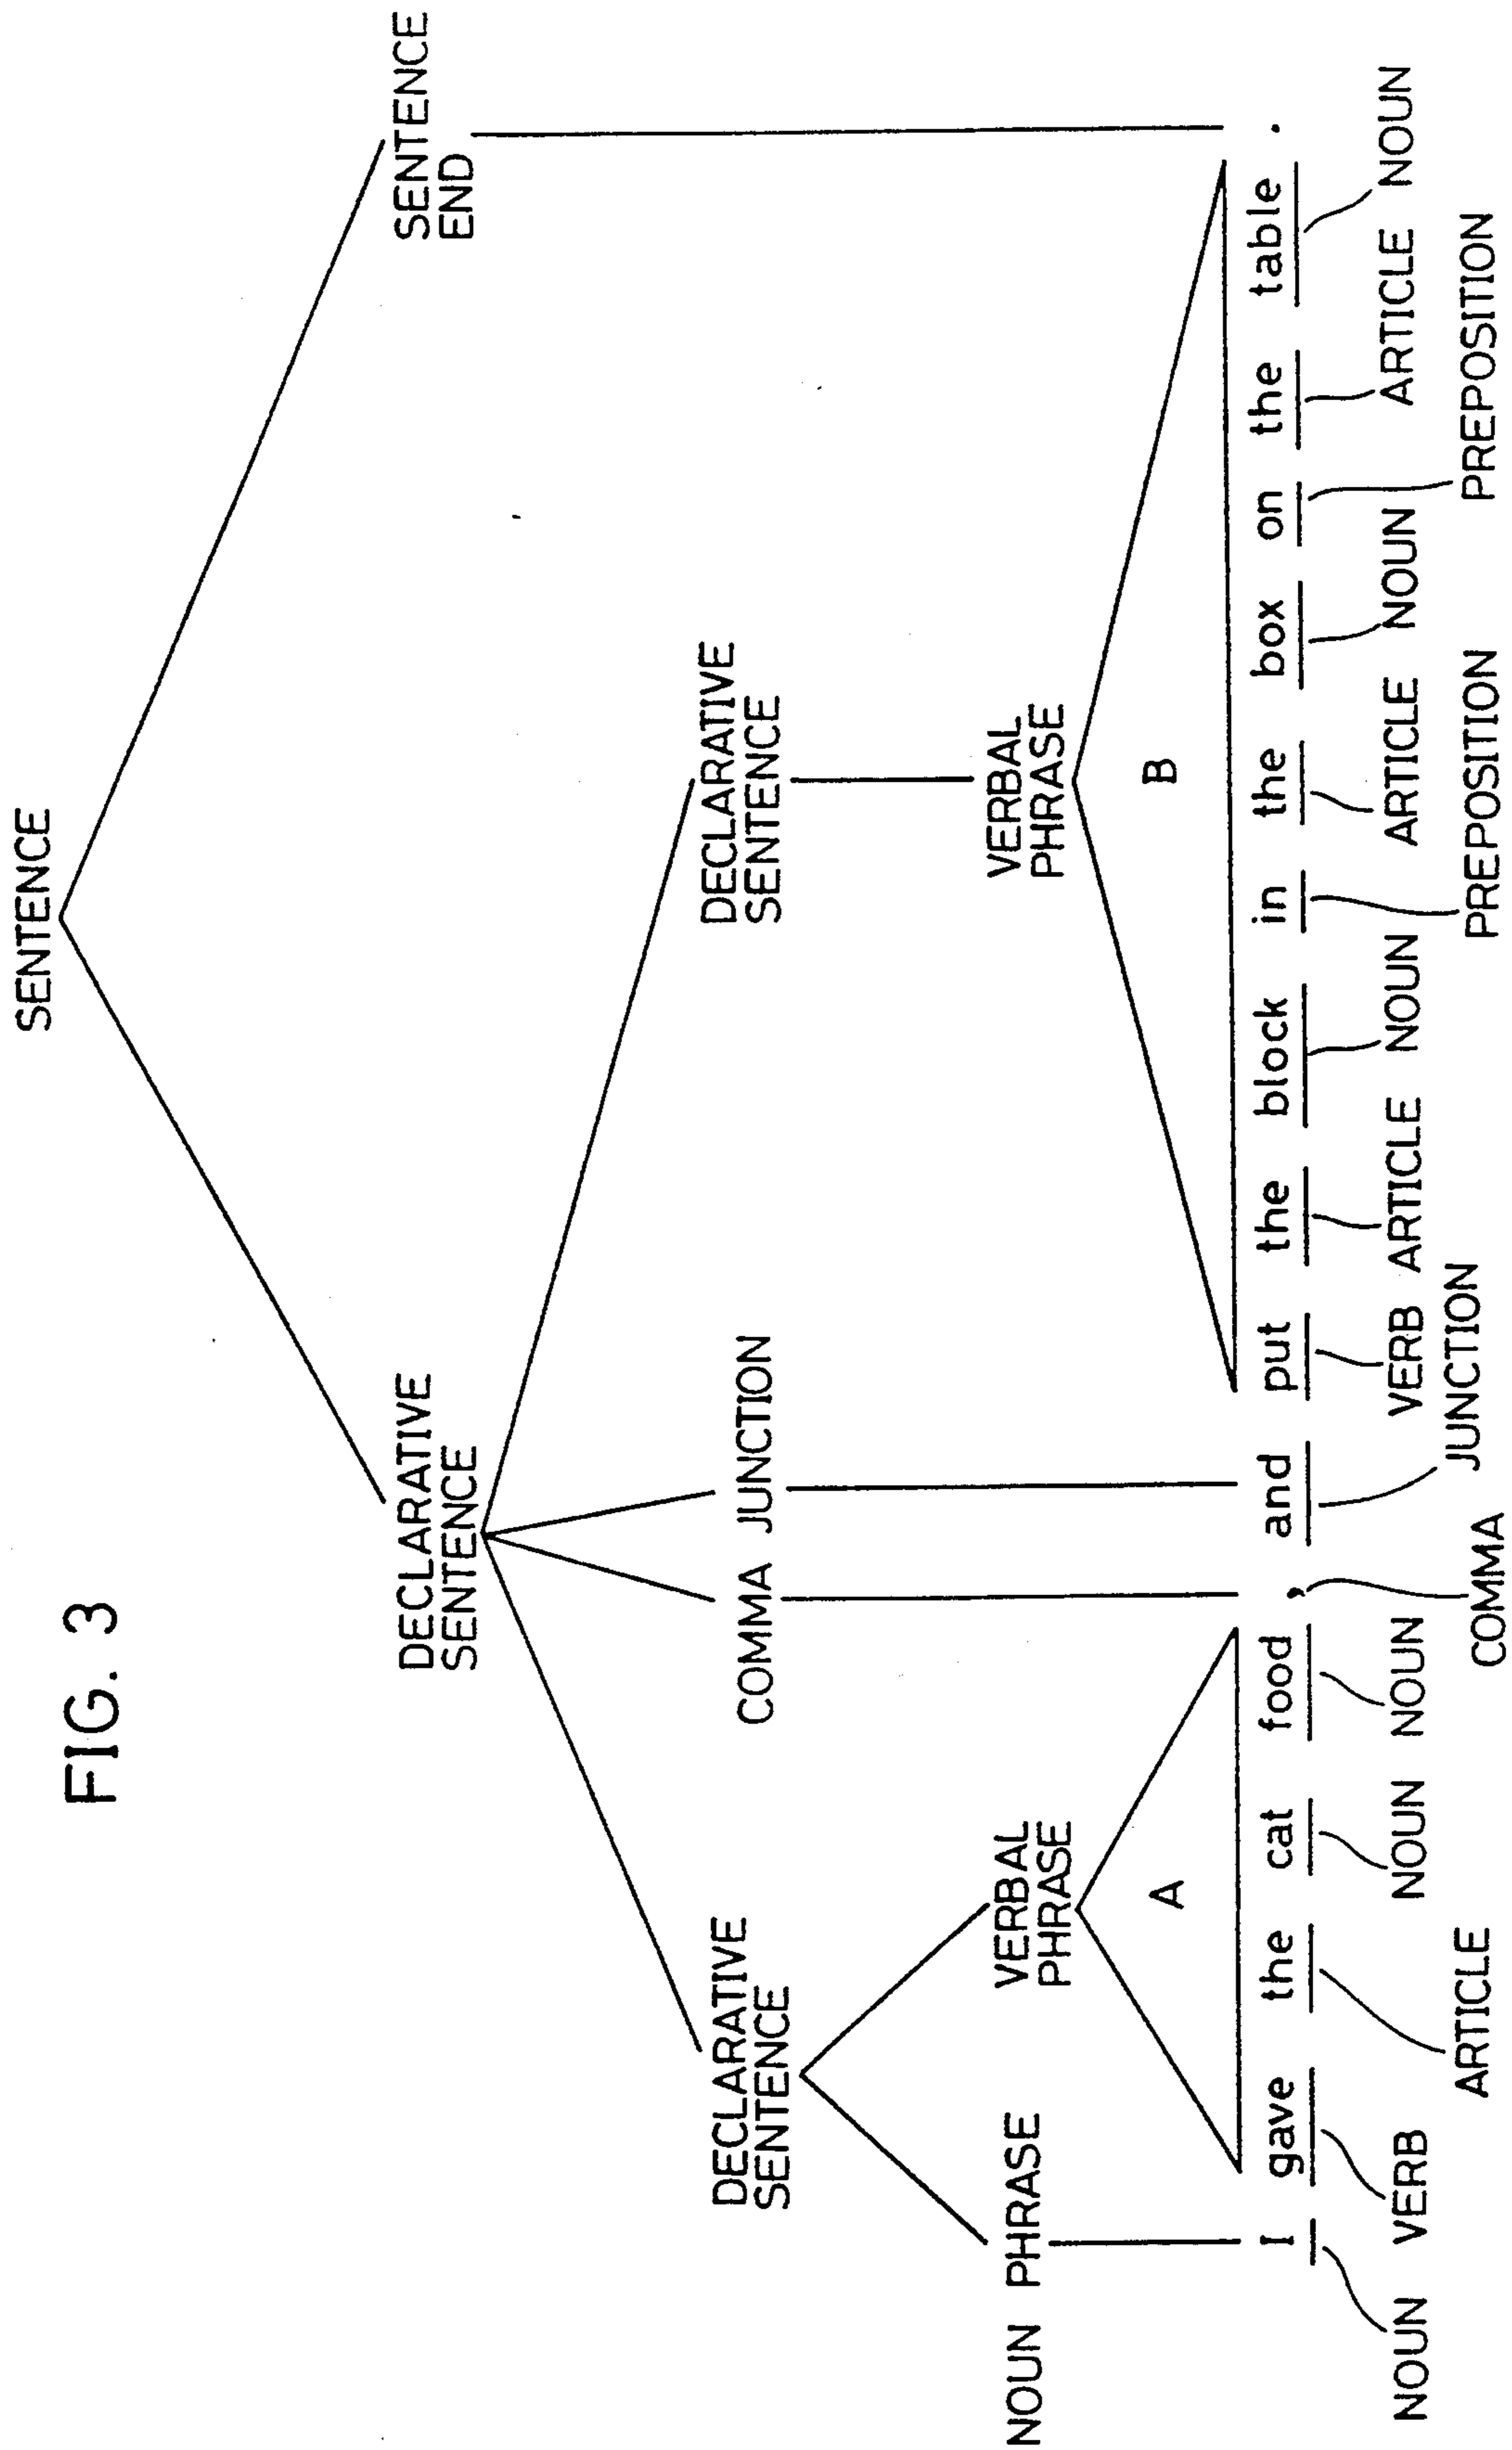 FIG. 3
SENTENCE
DECLARATIVE
SENTENCE
SENTENCE
END
DECLARATIVE
SENTENCE
COMMA JUNCTION
DECLARATIVE
SENTENCE
NOUN PHRASE
VERBAL
PHRASE
VERBAL
PHRASE
A
B
I gave the cat food , and put the block in the box on the table .
NOUN VERB NOUN NOUN VERB ARTICLE NOUN ARTICLE NOUN ARTICLE NOUN
ARTICLE COMMA JUNCTION PREPOSITION PREPOSITION